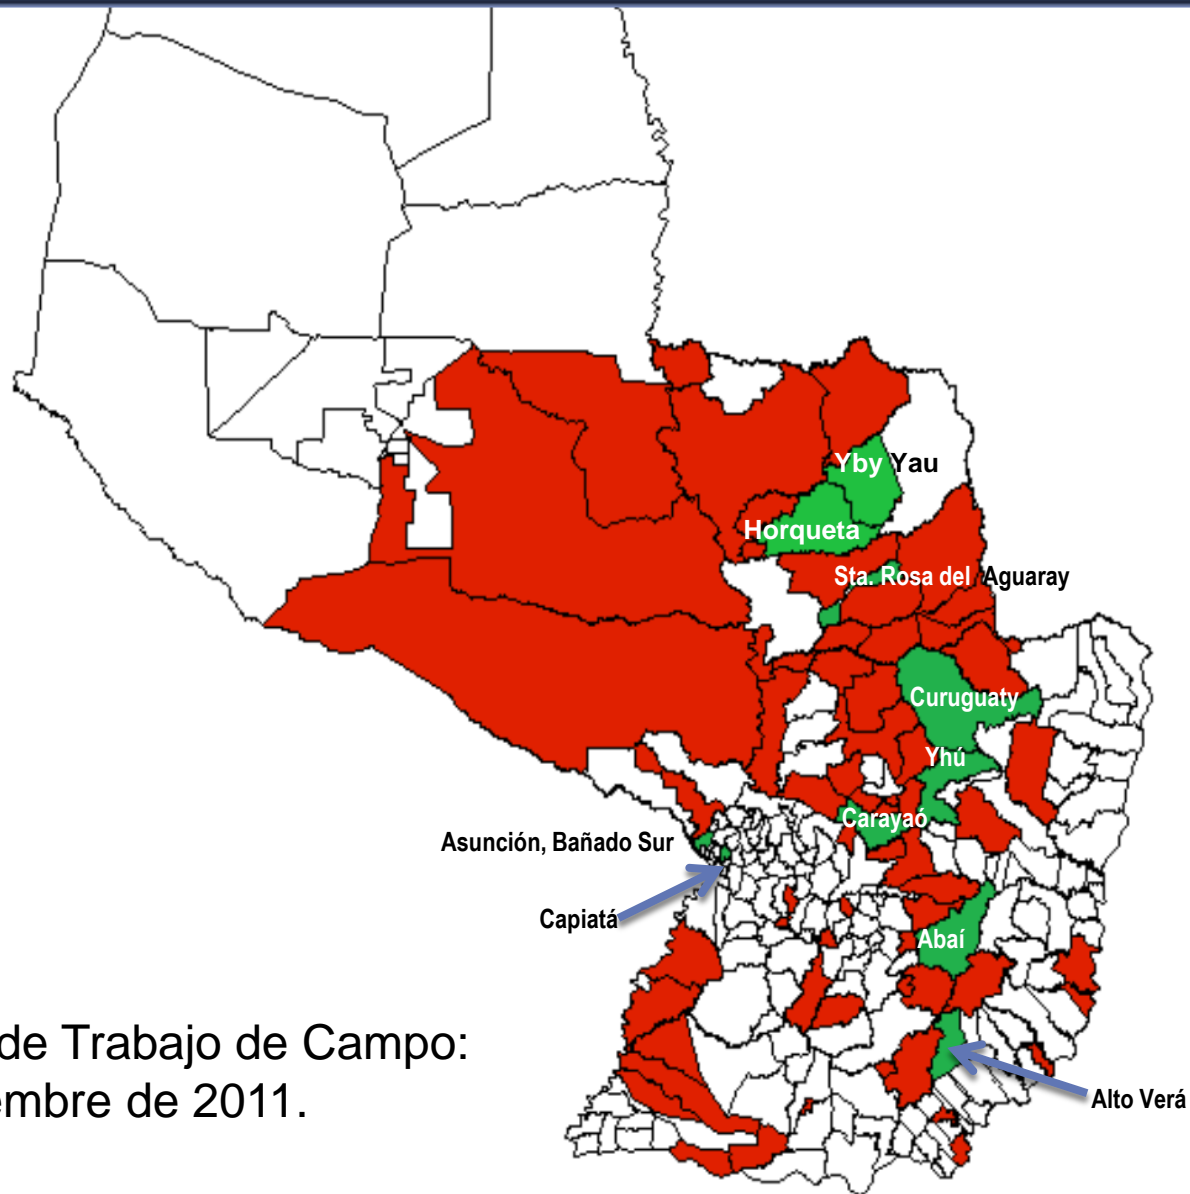 Yby Yau
Horqueta
Sta. Rosa del Aguaray
Curuguaty
Yhú
Carayaó
Asunción, Bañado Sur
Capiatá
Abaí
de Trabajo de Campo:
embre de 2011.
Alto Verá